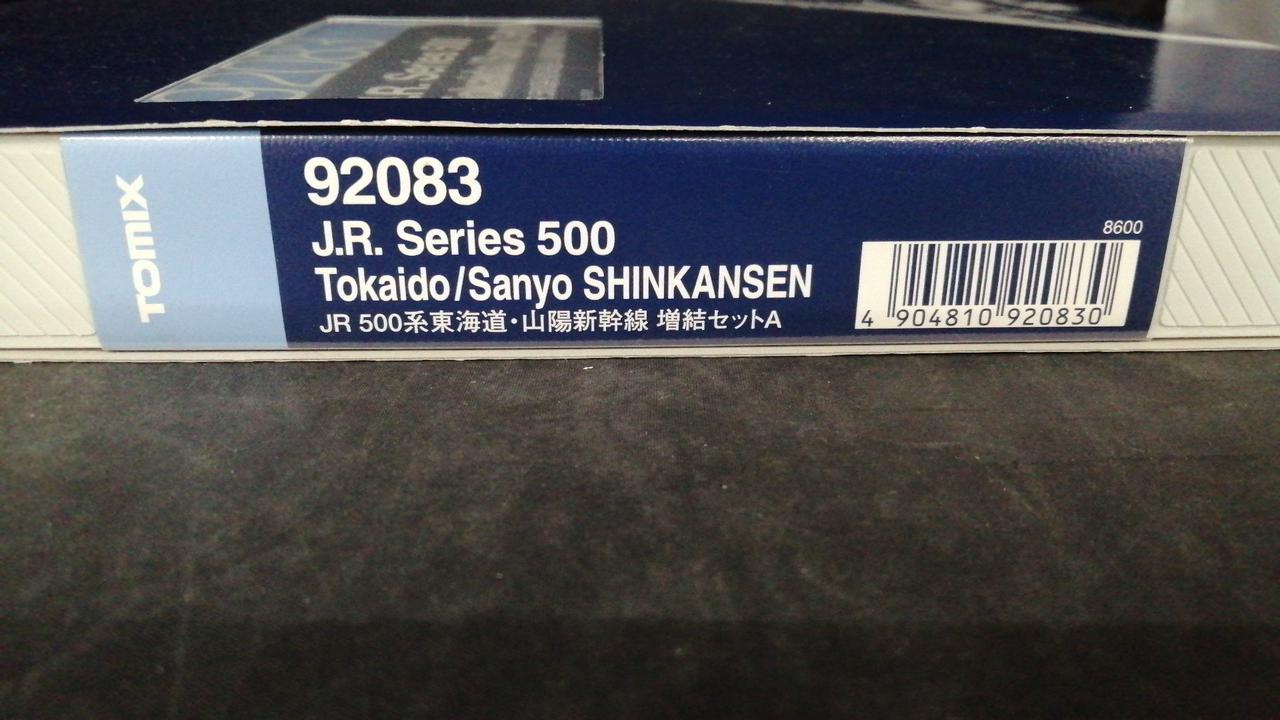 TOMIX
92083
J.R. Series 500
Tokaido/Sanyo SHINKANSEN
JR 500系東海道・山陽新幹線 増結セットA
8600
4 904810 920830